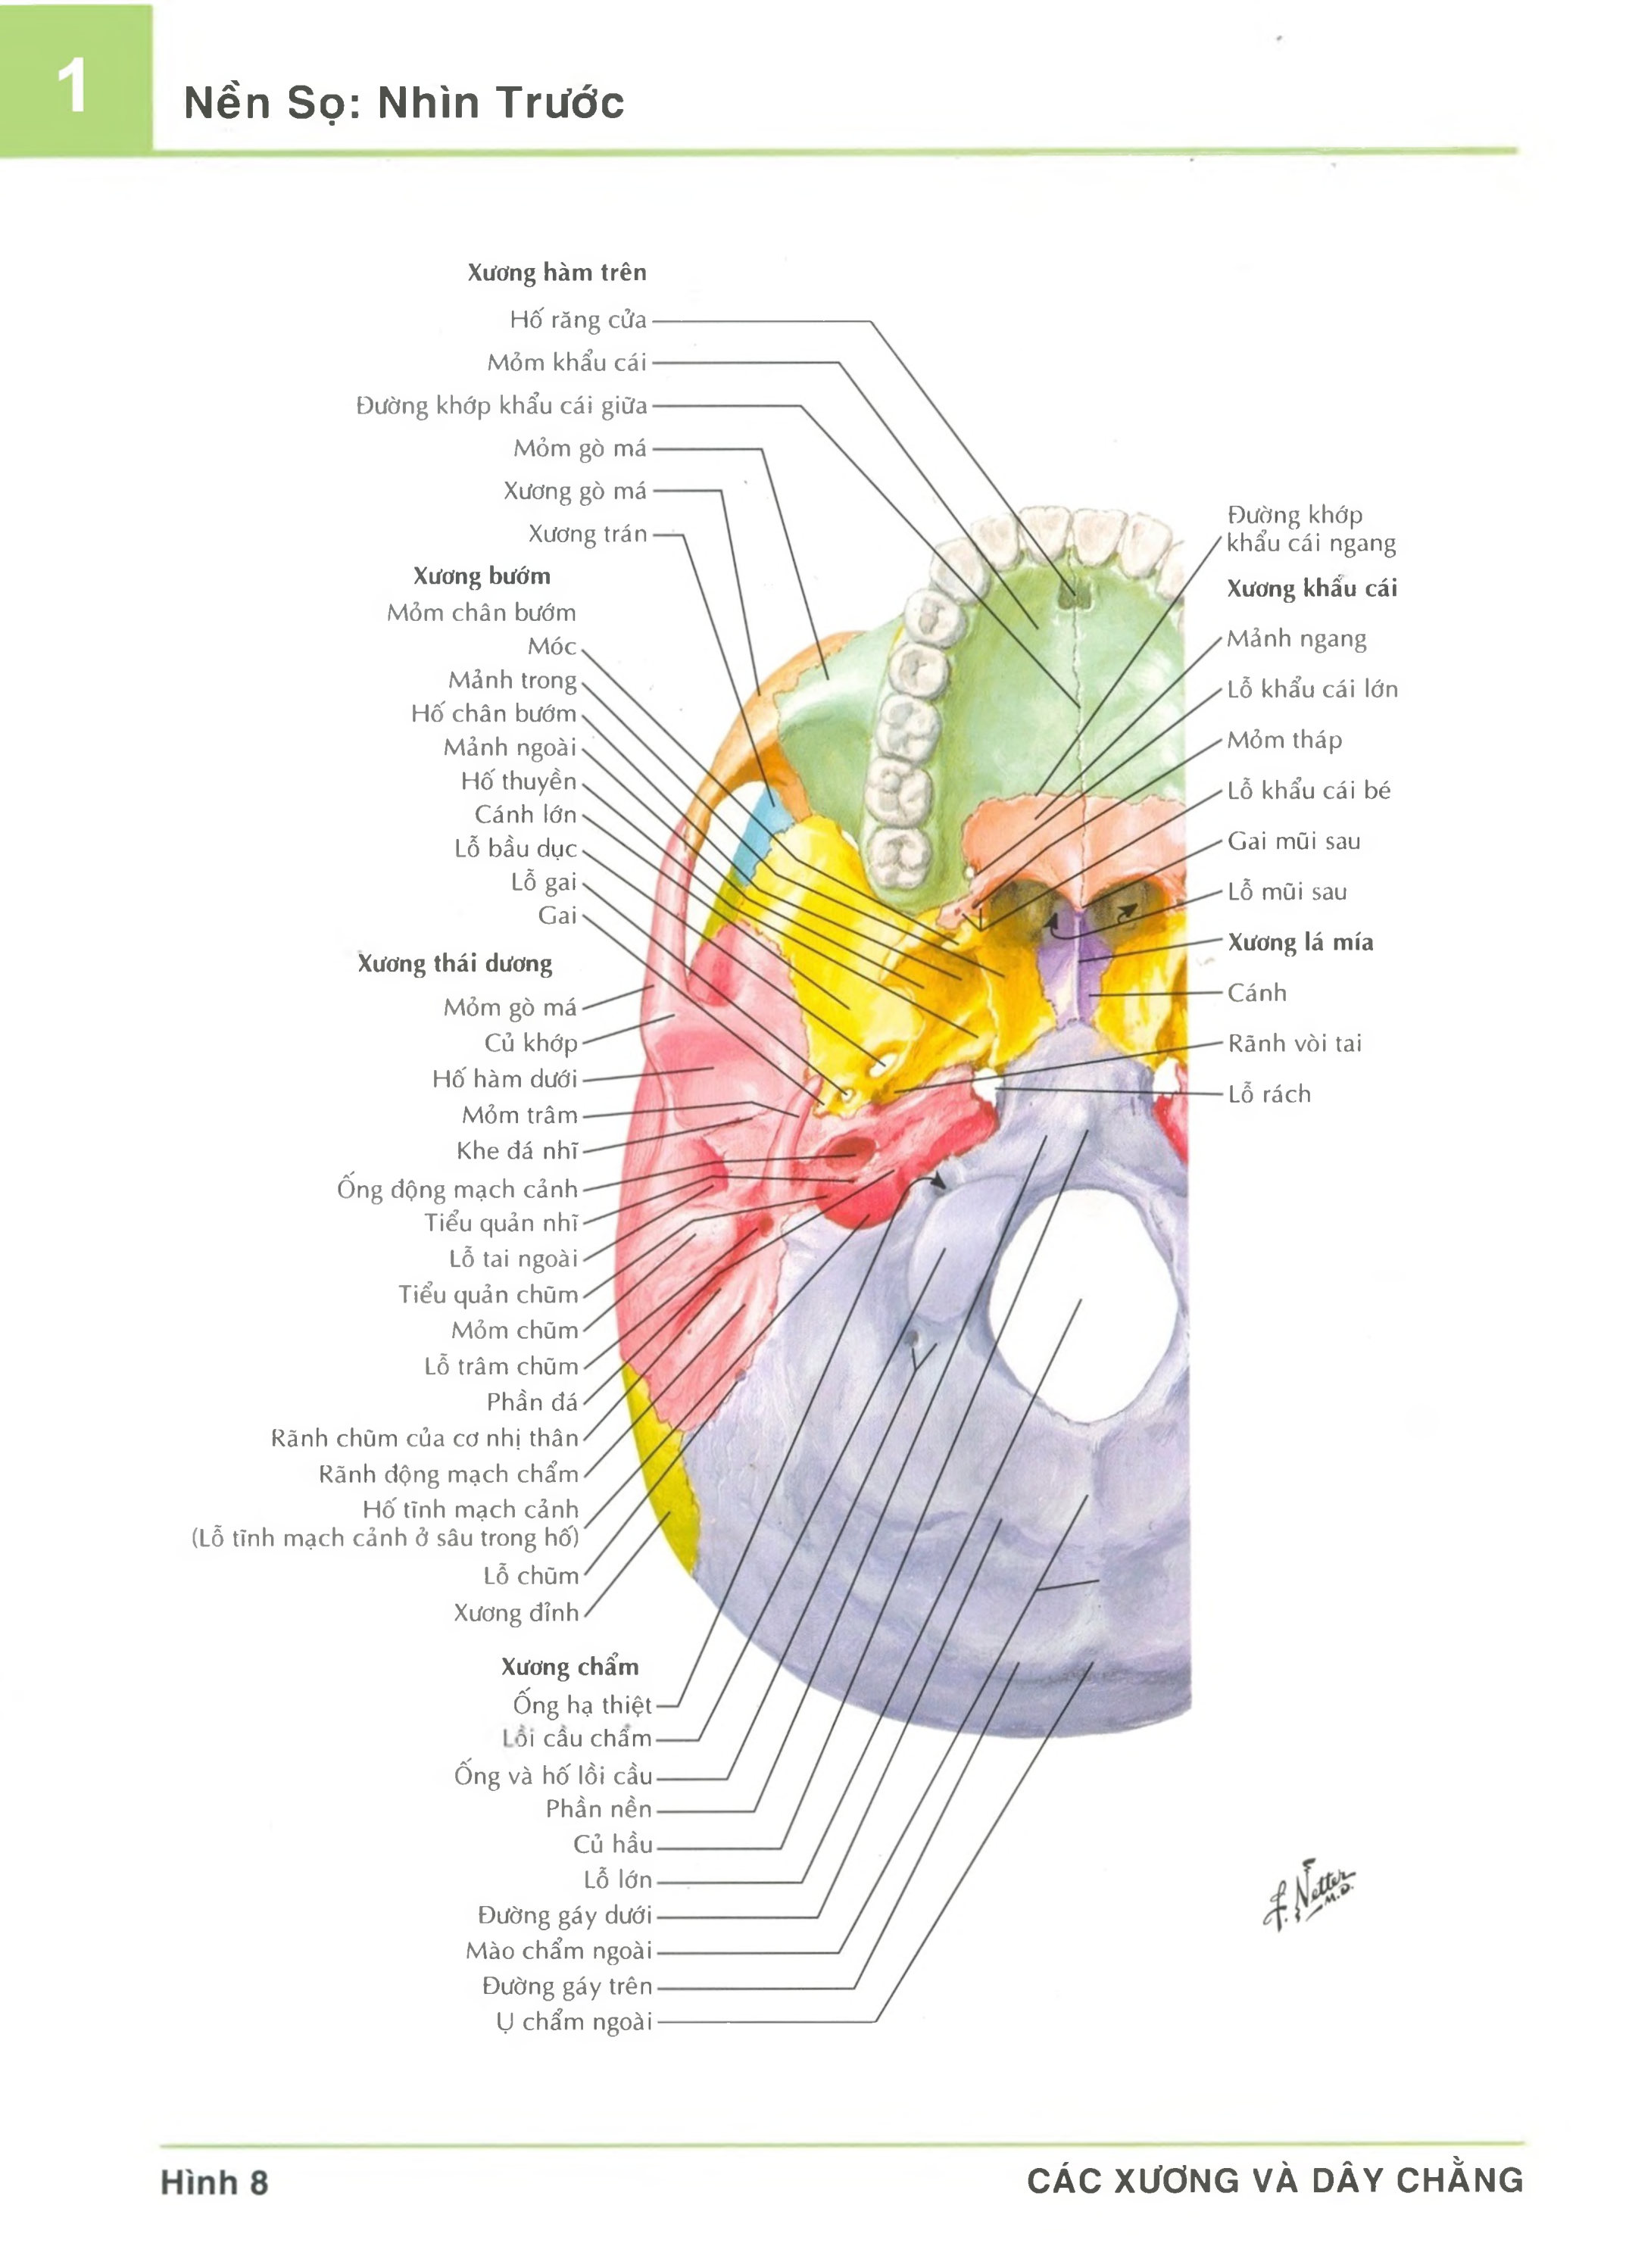 1
Nền Sọ: Nhìn Trước
Xương hàm trên
Hố răng cửa
Mỏm khẩu cái
Đường khớp khẩu cái giữa
Mỏm gò má
Xương gò má
Xương trán
Xương bướm
Mỏm chân bướm
Móc
Mảnh trong
Hố chân bướm
Mảnh ngoài
Hố thuyền
Cánh lớn
Lỗ bầu dục
Lỗ gai
Gai
Xương thái dương
Mỏm gò má
Củ khớp
Hố hàm dưới
Mỏm trâm
Khe đá nhĩ
Ống động mạch cảnh
Tiểu quản nhĩ
Lỗ tai ngoài
Tiểu quản chũm
Mỏm chũm
Lỗ trâm chũm
Phần đá
Rãnh chũm của cơ nhị thân
Rãnh động mạch chẩm
Hố tĩnh mạch cảnh
(Lỗ tĩnh mạch cảnh ở sâu trong hố)
Lỗ chũm
Xương đỉnh
Xương chẩm
Ống hạ thiệt
Lồi cầu chẩm
Ống và hố lồi cầu
Phần nền
Củ hầu
Lỗ lớn
Đường gáy dưới
Mào chẩm ngoài
Đường gáy trên
Ụ chẩm ngoài
Đường khớp
khẩu cái ngang
Xương khẩu cái
Mảnh ngang
Lỗ khẩu cái lớn
Mỏm tháp
Lỗ khẩu cái bé
Gai mũi sau
Lỗ mũi sau
Xương lá mía
Cánh
Rãnh vòi tai
Lỗ rách
F. Netter
M.D.
Hình 8
CÁC XƯƠNG VÀ DÂY CHẰNG